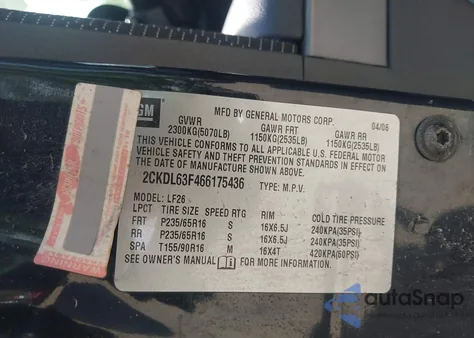 GM
MFD BY GENERAL MOTORS CORP. 04/06
GVWR GAWR FRT GAWR RR
2300KG(5070LB) 1150KG(2535LB) 1150KG(2535LB)
THIS VEHICLE CONFORMS TO ALL APPLICABLE U.S. FEDERAL MOTOR
VEHICLE SAFETY AND THEFT PREVENTION STANDARDS IN EFFECT ON
THE DATE OF MANUFACTURE SHOWN ABOVE.
2CKDL63F466175436 TYPE: M.P.V.
MODEL: LF26
LPCT TIRE SIZE SPEED RTG RIM COLD TIRE PRESSURE
FRT P235/65R16 S 16X6.5J 240KPA(35PSI)
RR P235/65R16 S 16X6.5J 240KPA(35PSI)
SPA T155/90R16 M 16X4T 420KPA(60PSI)
SEE OWNER'S MANUAL FOR MORE INFORMATION.
autoSnap